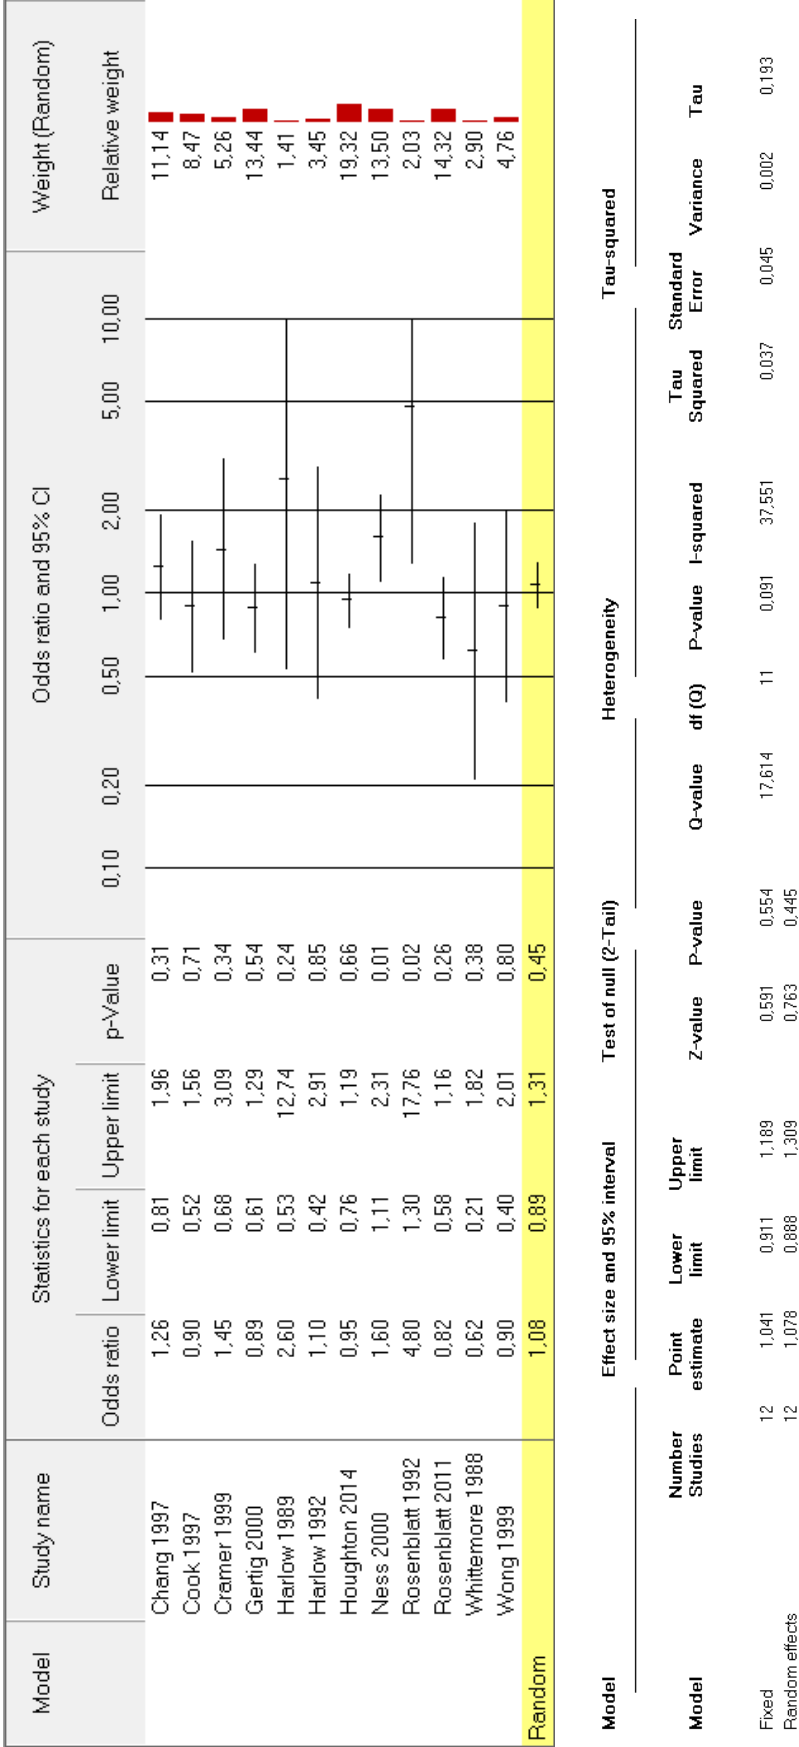 Model Study name Statistics for each study Odds ratio and 95% CI Weight (Random)
Odds ratio Lower limit Upper limit p-Value 0,10 0,20 0,50 1,00 2,00 5,00 10,00 Relative weight
Chang 1997 1,26 0,81 1,96 0,31 11,14
Cook 1997 0,90 0,52 1,56 0,71 8,47
Cramer 1999 1,45 0,68 3,09 0,34 5,26
Gertig 2000 0,89 0,61 1,29 0,54 13,44
Harlow 1989 2,60 0,53 12,74 0,24 1,41
Harlow 1992 1,10 0,42 2,91 0,85 3,45
Houghton 2014 0,95 0,76 1,19 0,66 19,32
Ness 2000 1,60 1,11 2,31 0,01 13,50
Rosenblatt 1992 4,80 1,30 17,76 0,02 2,03
Rosenblatt 2011 0,82 0,58 1,16 0,26 14,32
Whittemore 1988 0,62 0,21 1,82 0,38 2,90
Wong 1999 0,90 0,40 2,01 0,80 4,76
Random 1,08 0,89 1,31 0,45
Model Effect size and 95% interval Test of null (2-Tail) Heterogeneity Tau-squared
Number Point Lower Upper Tau Standard
Model Studies estimate limit limit Z-value P-value Q-value df (Q) P-value I-squared Squared Error Variance Tau
Fixed 12 1,041 0,911 1,189 0,591 0,554 17,614 11 0,091 37,551 0,037 0,045 0,002 0,193
Random effects 12 1,078 0,888 1,309 0,763 0,445